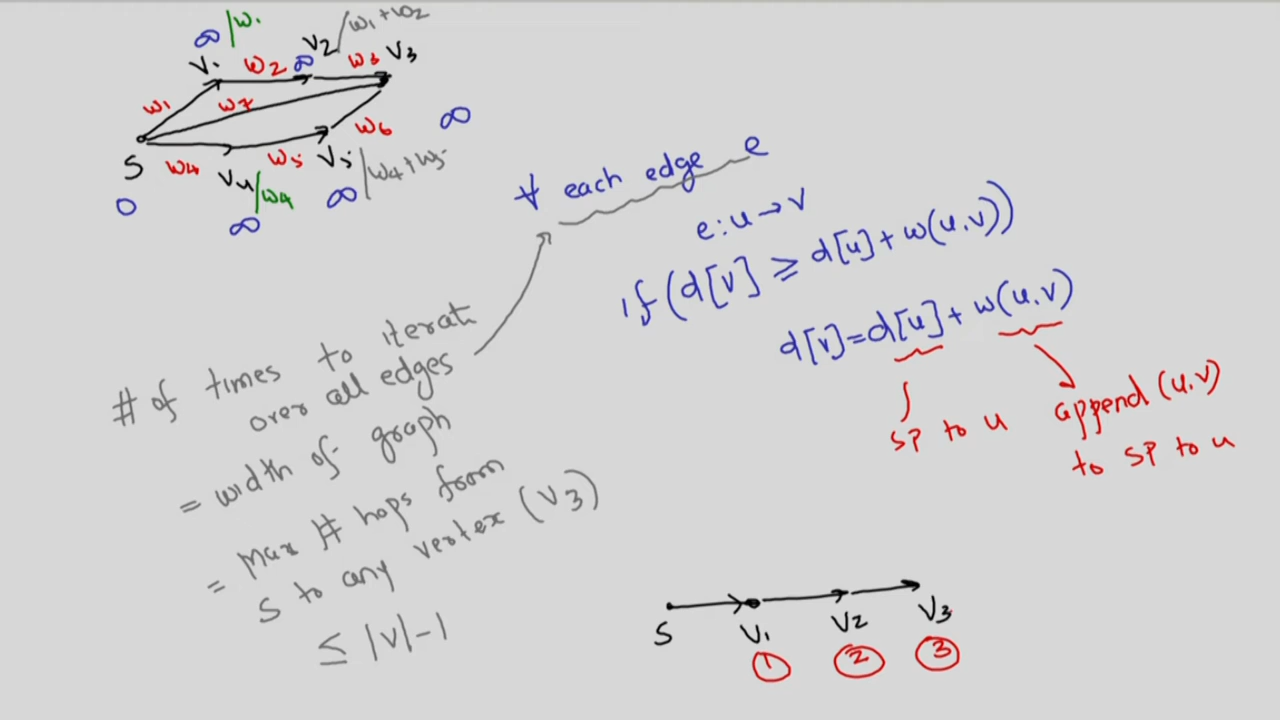 ∞/w1
V2/w1+w2
V1 w2 ∞ w3 V3
w1 w7
w6 ∞
S w4 w5 V5/w4+w5
V4/w4
0 ∞ ∞
∀ each edge e
e: u → v
if (d[v] ≥ d[u] + w(u,v))
d[v] = d[u] + w(u,v)
SP to u
append (u,v)
to SP to u
# of times to iterate
over all edges
= width of graph
= Max # hops from
S to any vertex (V3)
≤ |V|-1
S V1 V2 V3
1 2 3